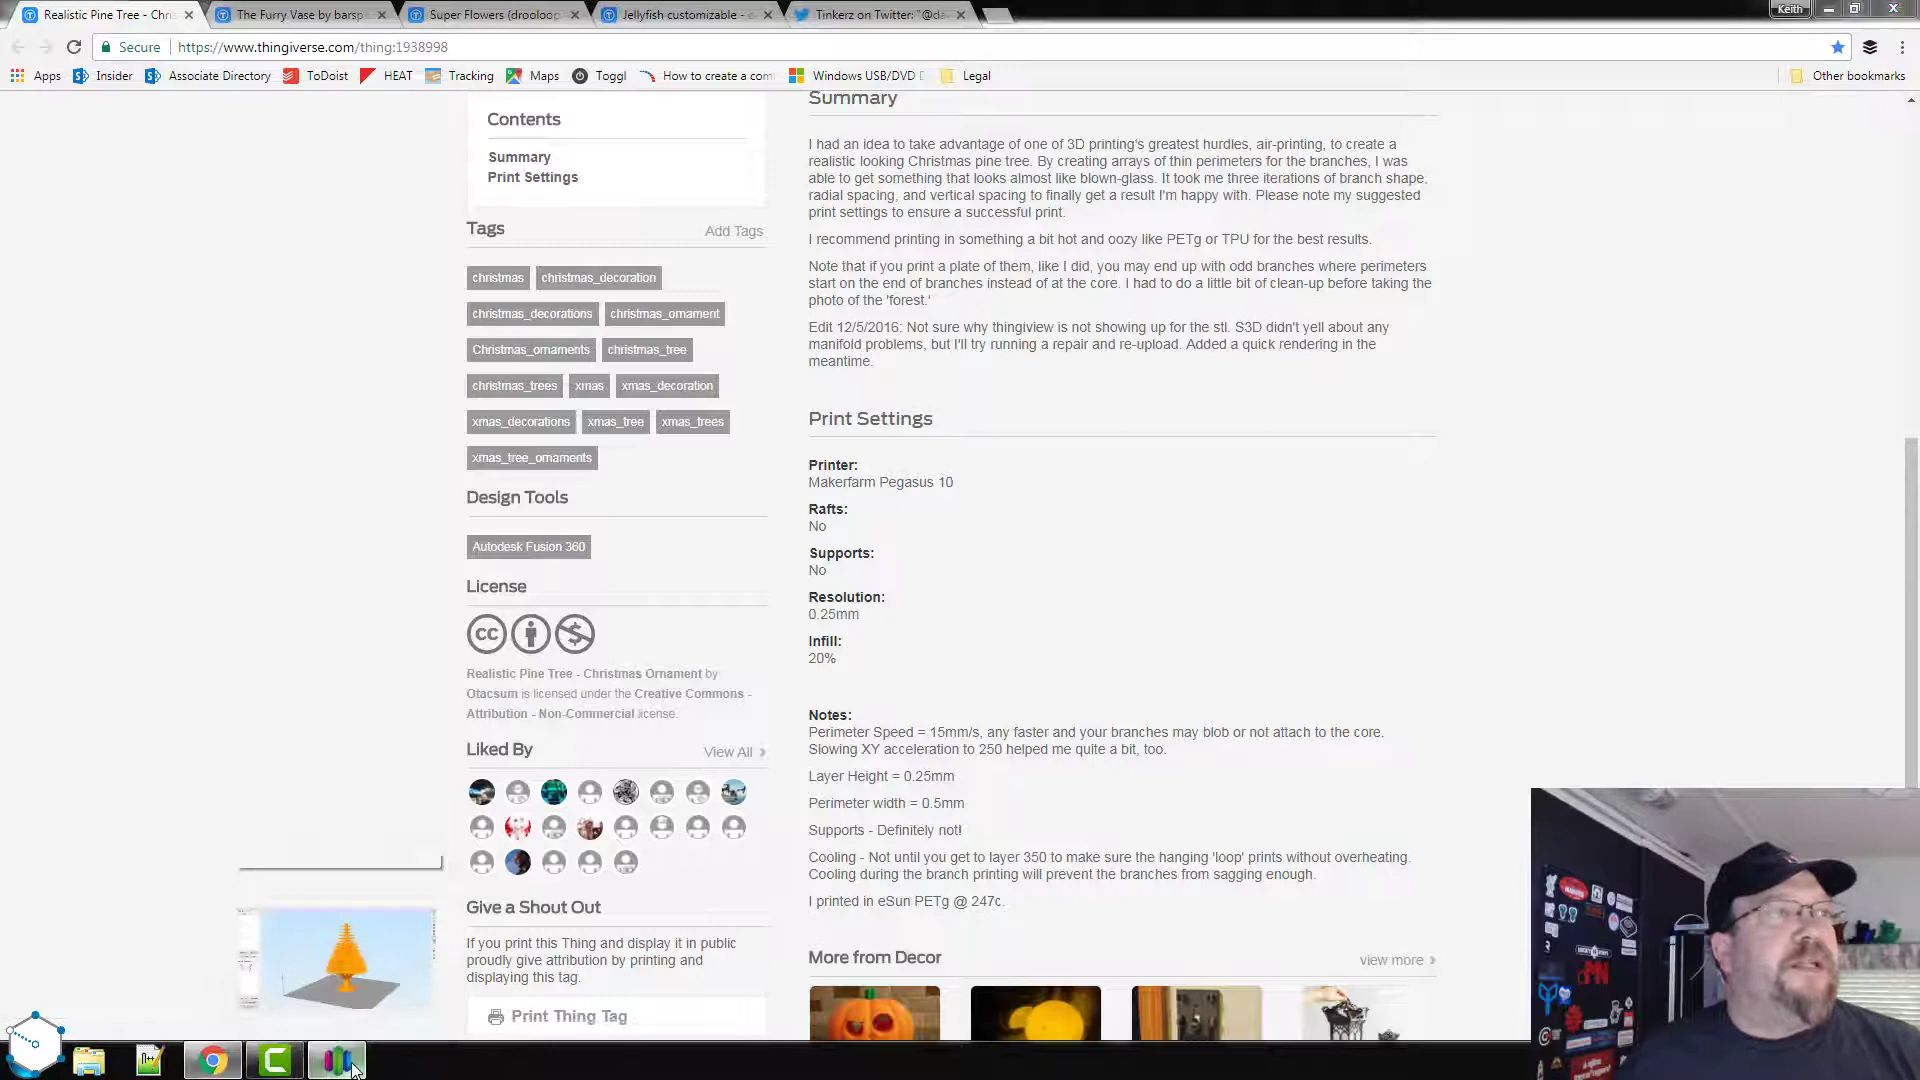 Realistic Pine Tree - Chri
The Furry Vase by barsp
Super Flowers {drooloop
Jellyfish customizable - e
Tinkerz on Twitter: "@da
Keith
Secure
https://www.thingiverse.com/thing:1938998
Apps
Insider
Associate Directory
ToDoist
HEAT
Tracking
Maps
Toggl
How to create a com
Windows USB/DVD D
Legal
Other bookmarks
Contents
Summary
Print Settings
Tags
Add Tags
christmas
christmas_decoration
christmas_decorations
christmas_ornament
Christmas_ornaments
christmas_tree
christmas_trees
xmas
xmas_decoration
xmas_decorations
xmas_tree
xmas_trees
xmas_tree_ornaments
Design Tools
Autodesk Fusion 360
License
cc
Realistic Pine Tree - Christmas Ornament by
Otacsum is licensed under the Creative Commons -
Attribution - Non-Commercial license.
Liked By
View All
Give a Shout Out
If you print this Thing and display it in public
proudly give attribution by printing and
displaying this tag.
Print Thing Tag
Summary
I had an idea to take advantage of one of 3D printing's greatest hurdles, air-printing, to create a
realistic looking Christmas pine tree. By creating arrays of thin perimeters for the branches, I was
able to get something that looks almost like blown-glass. It took me three iterations of branch shape,
radial spacing, and vertical spacing to finally get a result I'm happy with. Please note my suggested
print settings to ensure a successful print.
I recommend printing in something a bit hot and oozy like PETg or TPU for the best results.
Note that if you print a plate of them, like I did, you may end up with odd branches where perimeters
start on the end of branches instead of at the core. I had to do a little bit of clean-up before taking the
photo of the 'forest.'
Edit 12/5/2016: Not sure why thingiview is not showing up for the stl. S3D didn't yell about any
manifold problems, but I'll try running a repair and re-upload. Added a quick rendering in the
meantime.
Print Settings
Printer:
Makerfarm Pegasus 10
Rafts:
No
Supports:
No
Resolution:
0.25mm
Infill:
20%
Notes:
Perimeter Speed = 15mm/s, any faster and your branches may blob or not attach to the core.
Slowing XY acceleration to 250 helped me quite a bit, too.
Layer Height = 0.25mm
Perimeter width = 0.5mm
Supports - Definitely not!
Cooling - Not until you get to layer 350 to make sure the hanging 'loop' prints without overheating.
Cooling during the branch printing will prevent the branches from sagging enough.
I printed in eSun PETg @ 247c.
More from Decor
view more